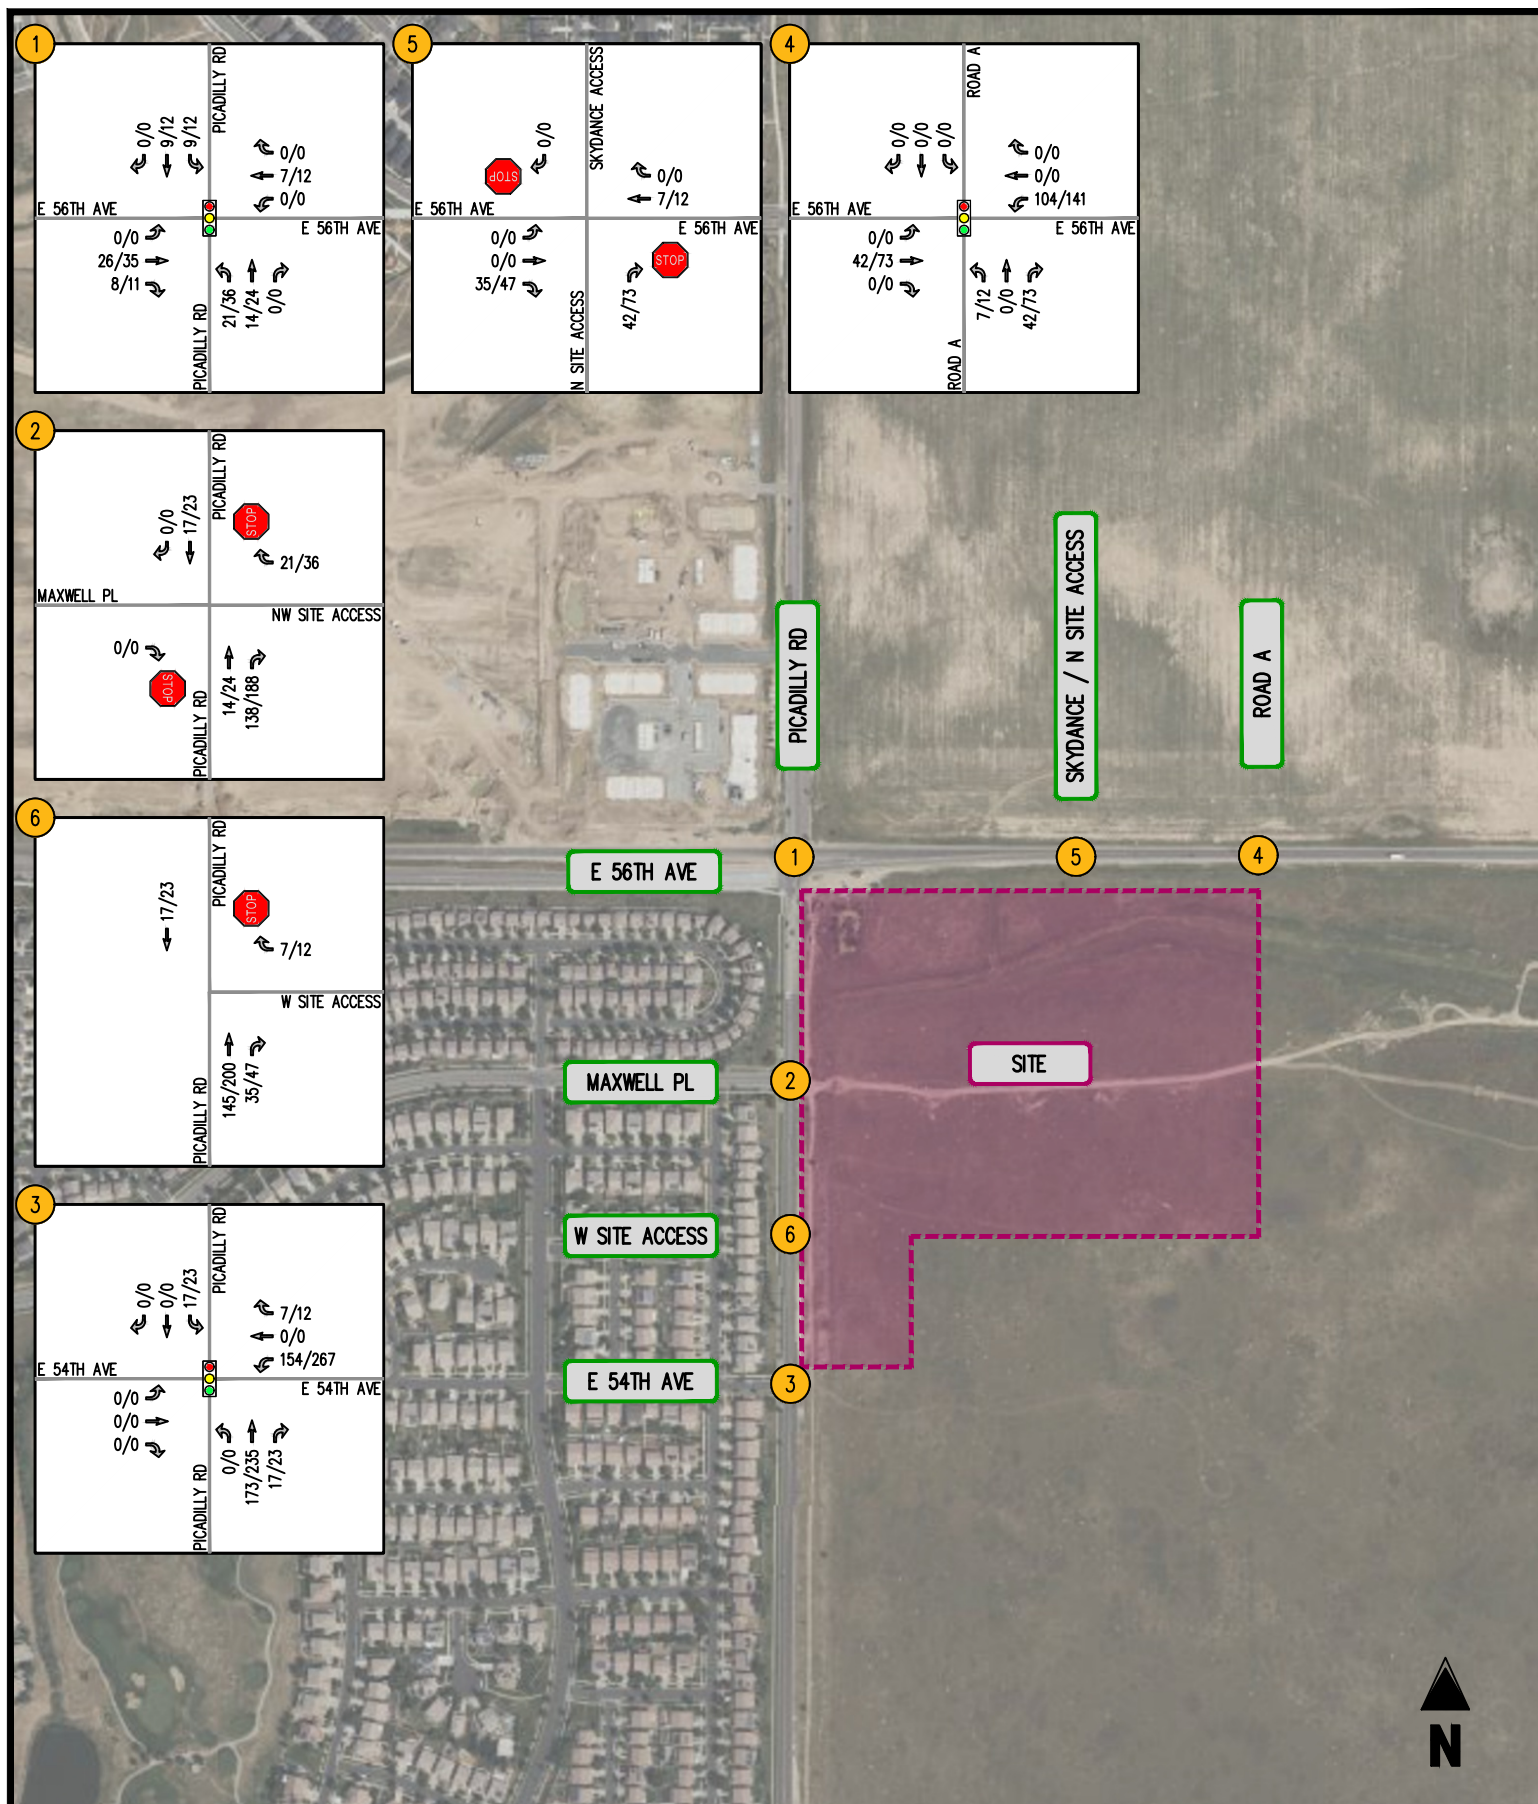 1
PICADILLY RD
0/0
9/12
9/12
0/0
7/12
0/0
E 56TH AVE
E 56TH AVE
0/0
26/35
8/11
21/36
14/24
0/0
PICADILLY RD
5
SKYDANCE ACCESS
0/0
STOP
0/0
7/12
E 56TH AVE
E 56TH AVE
0/0
0/0
35/47
STOP
42/73
N SITE ACCESS
4
ROAD A
0/0
0/0
0/0
0/0
0/0
104/141
E 56TH AVE
E 56TH AVE
0/0
42/73
0/0
7/12
0/0
42/73
ROAD A
2
PICADILLY RD
0/0
17/23
STOP
21/36
MAXWELL PL
NW SITE ACCESS
0/0
STOP
14/24
138/188
PICADILLY RD
6
PICADILLY RD
17/23
STOP
7/12
W SITE ACCESS
145/200
35/47
PICADILLY RD
3
PICADILLY RD
0/0
0/0
17/23
7/12
0/0
154/267
E 54TH AVE
E 54TH AVE
0/0
0/0
0/0
0/0
173/235
17/23
PICADILLY RD
PICADILLY RD
SKYDANCE / N SITE ACCESS
ROAD A
E 56TH AVE
1
5
4
SITE
MAXWELL PL
2
W SITE ACCESS
6
E 54TH AVE
3
N